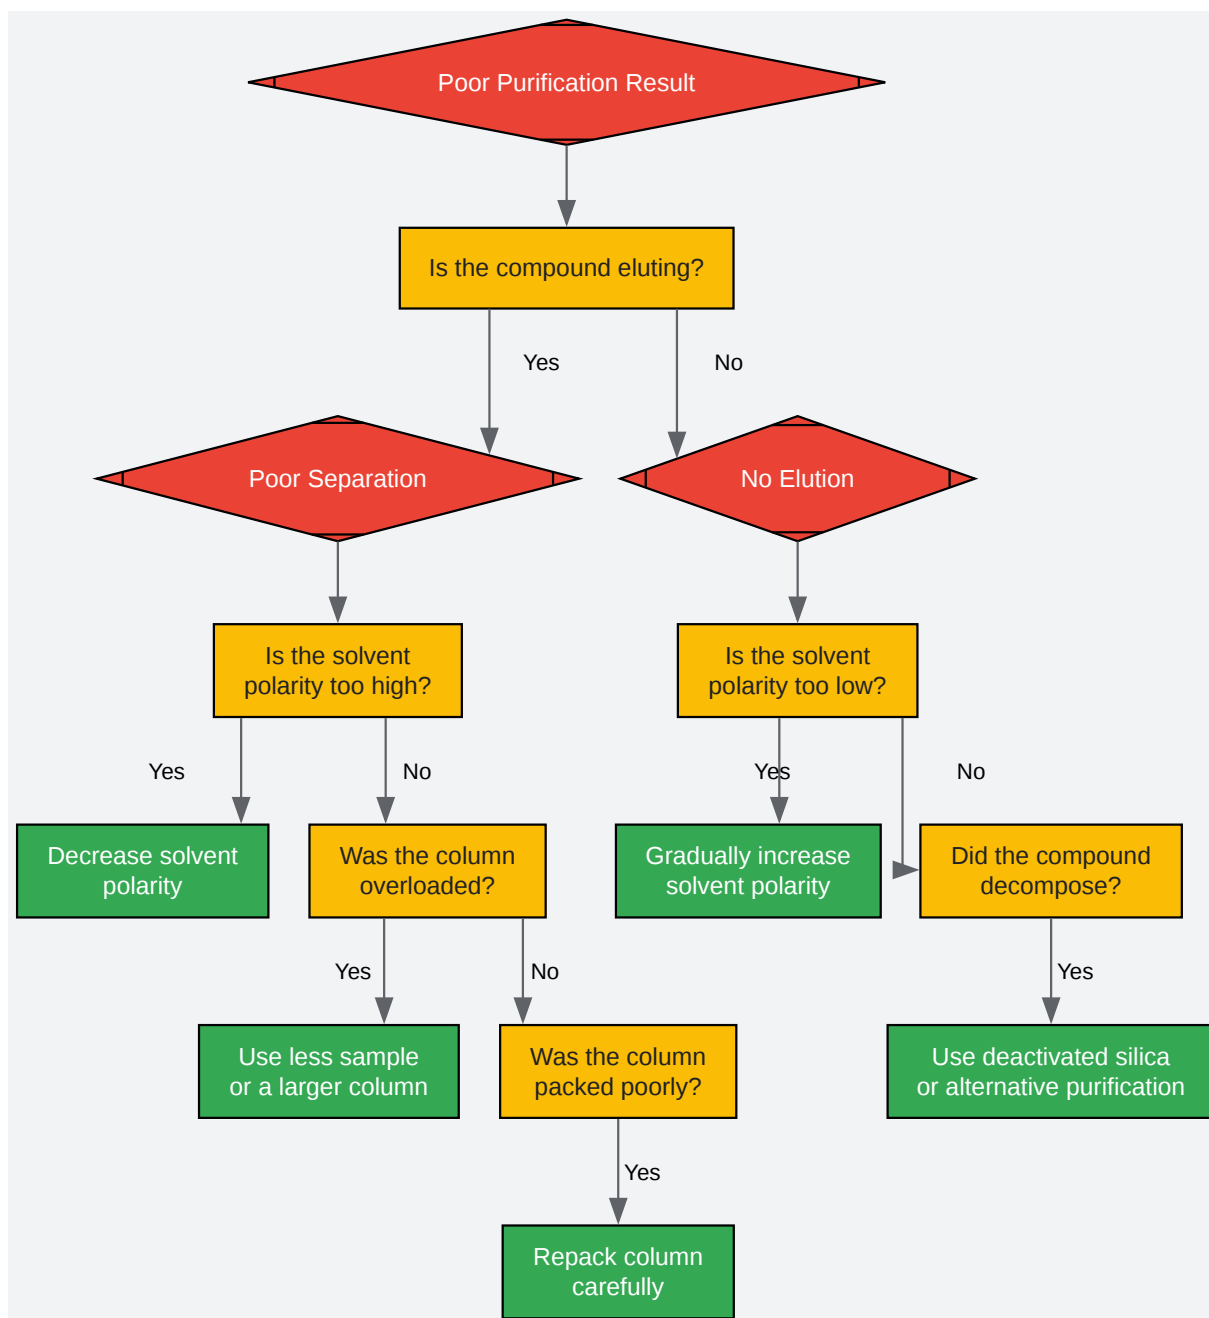 Poor Purification Result
Is the compound eluting?
Yes
No
Poor Separation
No Elution
Is the solvent
polarity too high?
Is the solvent
polarity too low?
Yes
No
Yes
No
Decrease solvent
polarity
Was the column
overloaded?
Gradually increase
solvent polarity
Did the compound
decompose?
Yes
No
Yes
Use less sample
or a larger column
Was the column
packed poorly?
Use deactivated silica
or alternative purification
Yes
Repack column
carefully